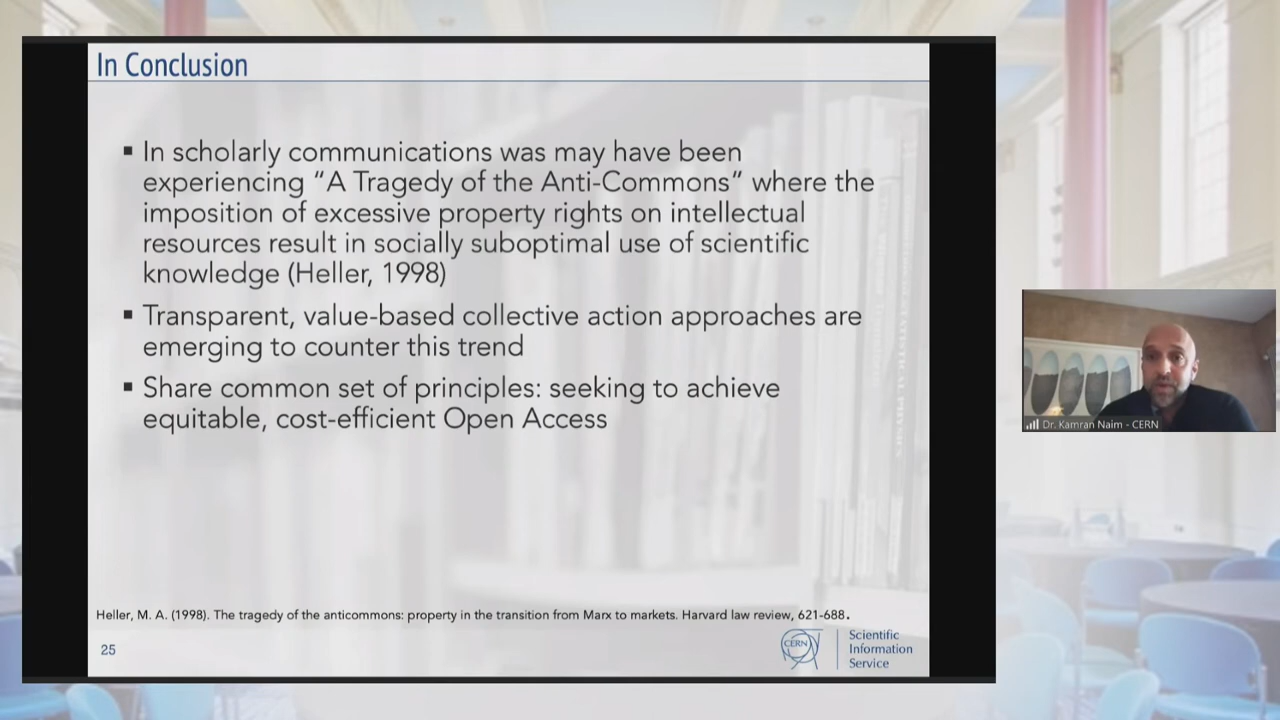 In Conclusion
▪ In scholarly communications was may have been
experiencing “A Tragedy of the Anti-Commons” where the
imposition of excessive property rights on intellectual
resources result in socially suboptimal use of scientific
knowledge (Heller, 1998)
▪ Transparent, value-based collective action approaches are
emerging to counter this trend
▪ Share common set of principles: seeking to achieve
equitable, cost-efficient Open Access
Heller, M. A. (1998). The tragedy of the anticommons: property in the transition from Marx to markets. Harvard law review, 621-688.
25
CERN
Scientific
Information
Service
Dr. Kamran Naim - CERN